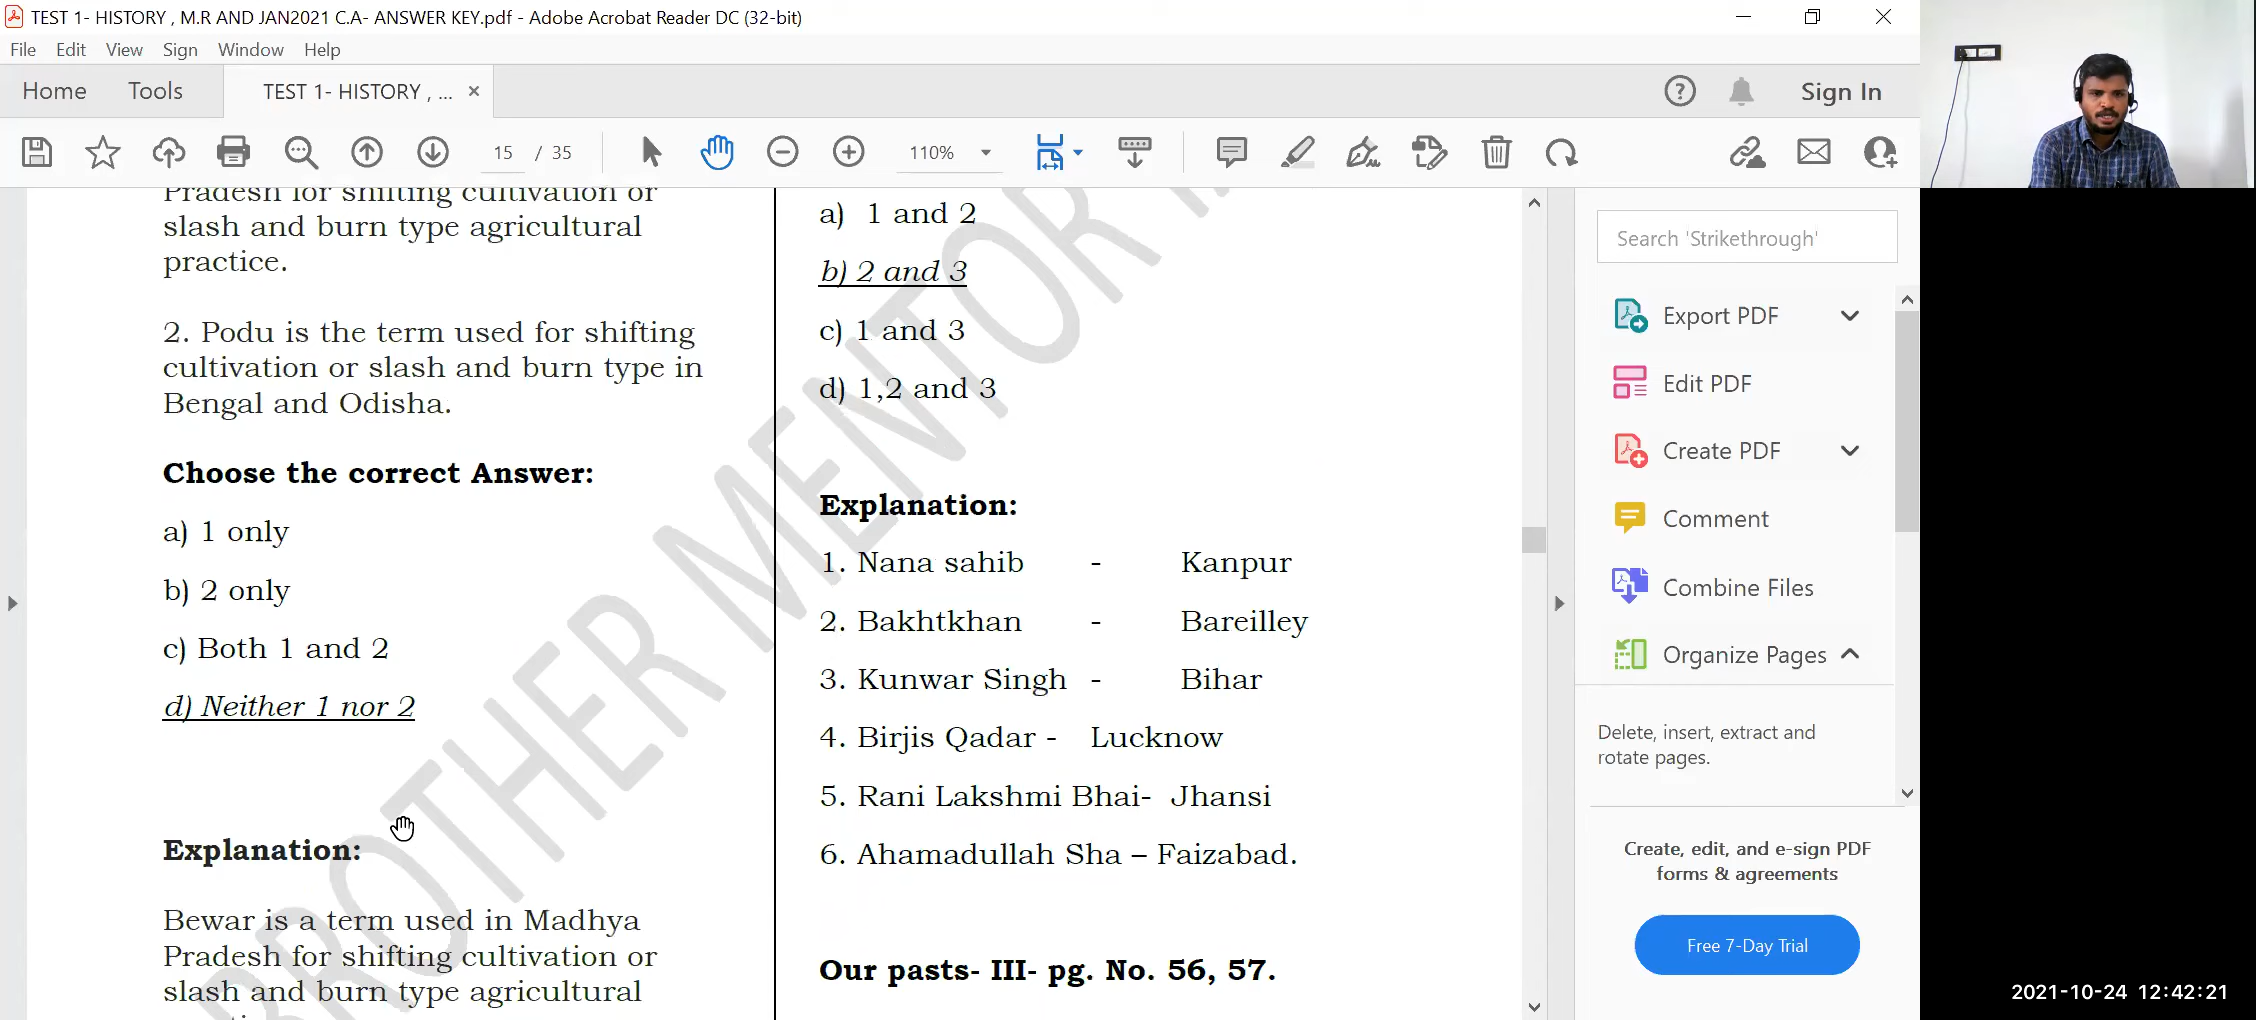 TEST 1- HISTORY , M.R AND JAN2021 C.A- ANSWER KEY.pdf - Adobe Acrobat Reader DC (32-bit)
File Edit View Sign Window Help
Home Tools TEST 1- HISTORY , ... × Sign In
15 / 35 110%
Pradesh for shifting cultivation or
slash and burn type agricultural
practice.
2. Podu is the term used for shifting
cultivation or slash and burn type in
Bengal and Odisha.
Choose the correct Answer:
a) 1 only
b) 2 only
c) Both 1 and 2
d) Neither 1 nor 2
Explanation:
Bewar is a term used in Madhya
Pradesh for shifting cultivation or
slash and burn type agricultural
a) 1 and 2
b) 2 and 3
c) 1 and 3
d) 1,2 and 3
Explanation:
1. Nana sahib - Kanpur
2. Bakhtkhan - Bareilley
3. Kunwar Singh - Bihar
4. Birjis Qadar - Lucknow
5. Rani Lakshmi Bhai- Jhansi
6. Ahamadullah Sha – Faizabad.
Our pasts- III- pg. No. 56, 57.
BROTHER MENTOR
Search 'Strikethrough'
Export PDF
Edit PDF
Create PDF
Comment
Combine Files
Organize Pages
Delete, insert, extract and
rotate pages.
Create, edit, and e-sign PDF
forms & agreements
Free 7-Day Trial
2021-10-24 12:42:21